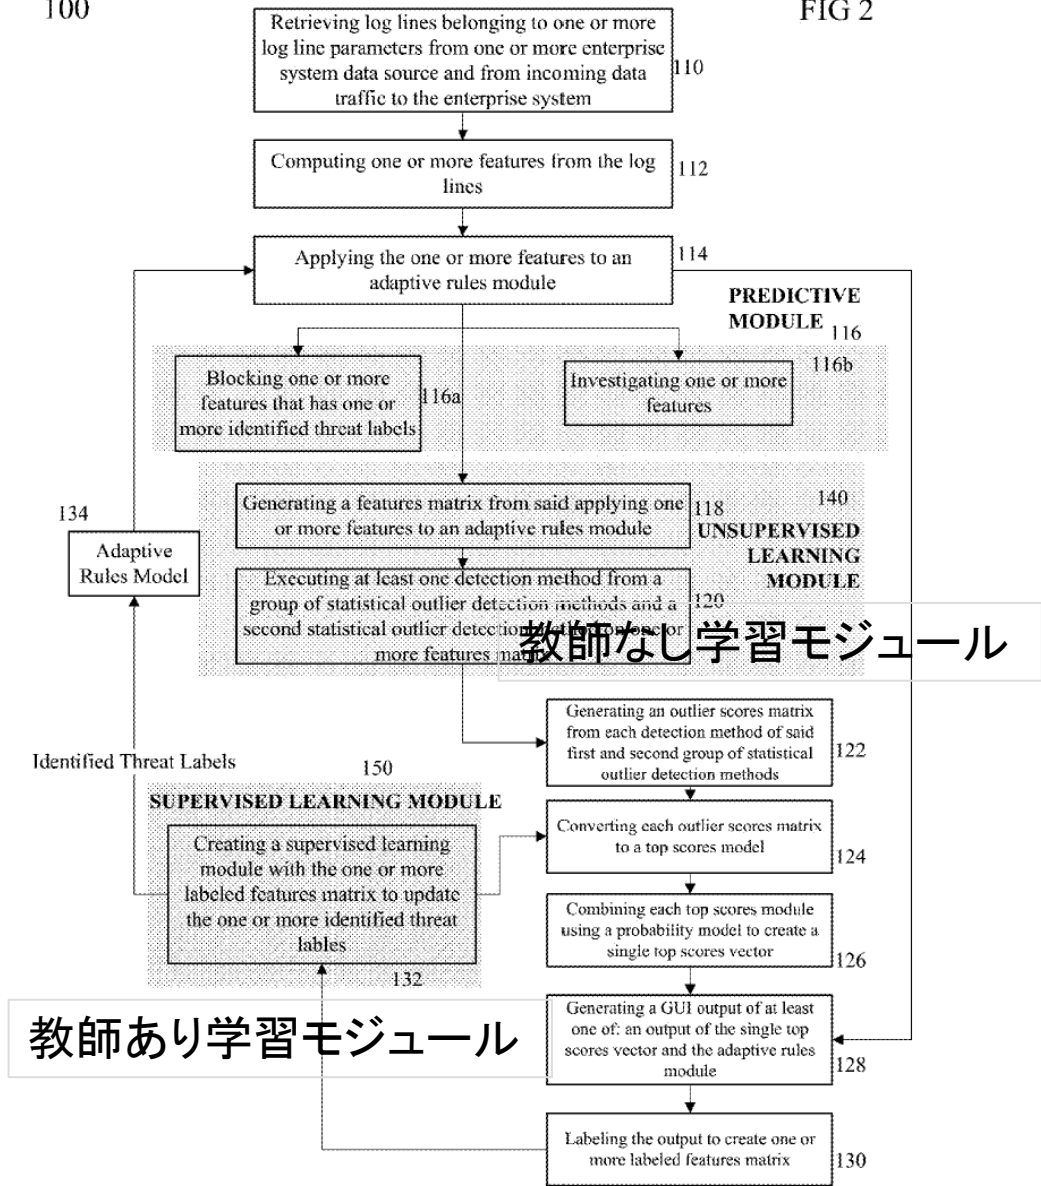 100
FIG 2
Retrieving log lines belonging to one or more
log line parameters from one or more enterprise
system data source and from incoming data
traffic to the enterprise system
110
Computing one or more features from the log
lines
112
Applying the one or more features to an
adaptive rules module
114
PREDICTIVE
MODULE
116
Blocking one or more
features that has one or
more identified threat labels
116a
Investigating one or more
features
116b
Generating a features matrix from said applying one
or more features to an adaptive rules module
118
140
UNSUPERVISED
LEARNING
MODULE
134
Adaptive
Rules Model
Executing at least one detection method from a
group of statistical outlier detection methods and a
second statistical outlier detection method on one or
more features matrix
120
教師なし学習モジュール
Generating an outlier scores matrix
from each detection method of said
first and second group of statistical
outlier detection methods
122
Identified Threat Labels
150
SUPERVISED LEARNING MODULE
Creating a supervised learning
module with the one or more
labeled features matrix to update
the one or more identified threat
lables
132
Converting each outlier scores matrix
to a top scores model
124
Combining each top scores module
using a probability model to create a
single top scores vector
126
教師あり学習モジュール
Generating a GUI output of at least
one of: an output of the single top
scores vector and the adaptive rules
module
128
Labeling the output to create one or
more labeled features matrix
130